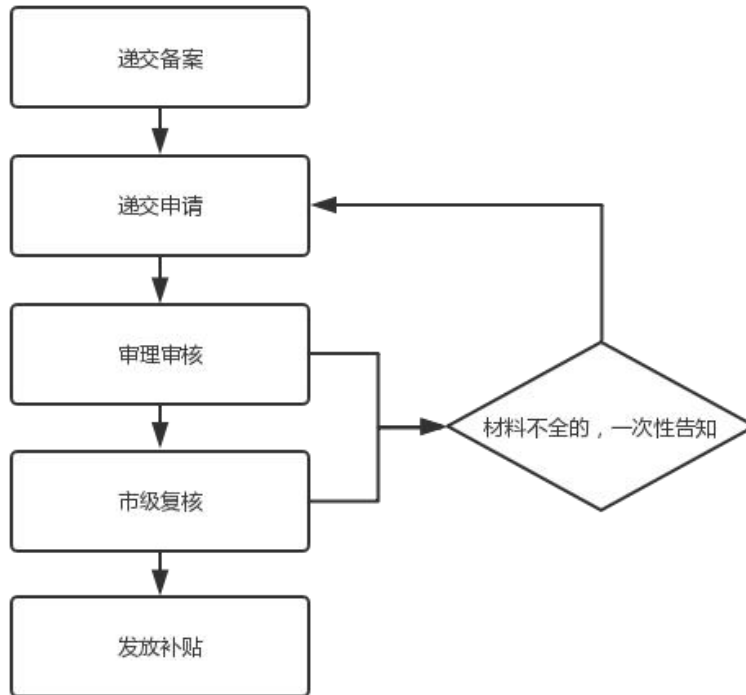 递交备案
递交申请
审理审核
材料不全的，一次性告知
市级复核
发放补贴